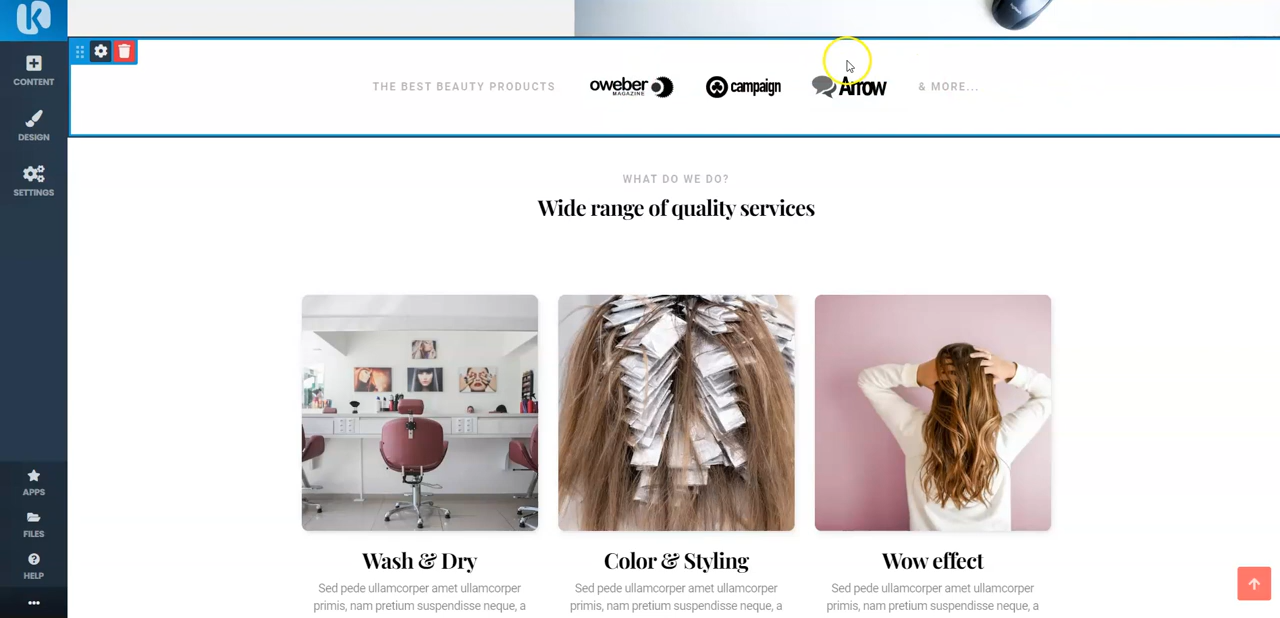 CONTENT
DESIGN
SETTINGS
APPS
FILES
HELP
THE BEST BEAUTY PRODUCTS
oweber
MAGAZINE
campaign
Arrow
& MORE...
WHAT DO WE DO?
Wide range of quality services
Wash & Dry
Color & Styling
Wow effect
Sed pede ullamcorper amet ullamcorper
primis, nam pretium suspendisse neque, a
Sed pede ullamcorper amet ullamcorper
primis, nam pretium suspendisse neque, a
Sed pede ullamcorper amet ullamcorper
primis, nam pretium suspendisse neque, a